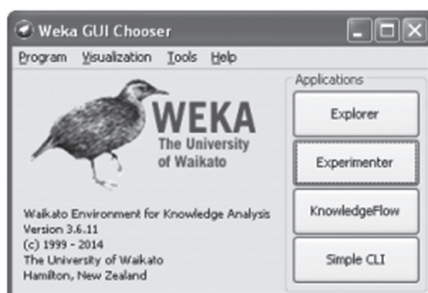 Weka GUI Chooser
Program Visualization Tools Help
Applications
WEKA
The University
of Waikato
Explorer
Experimenter
KnowledgeFlow
Simple CLI
Waikato Environment for Knowledge Analysis
Version 3.6.11
(c) 1999 - 2014
The University of Waikato
Hamilton, New Zealand